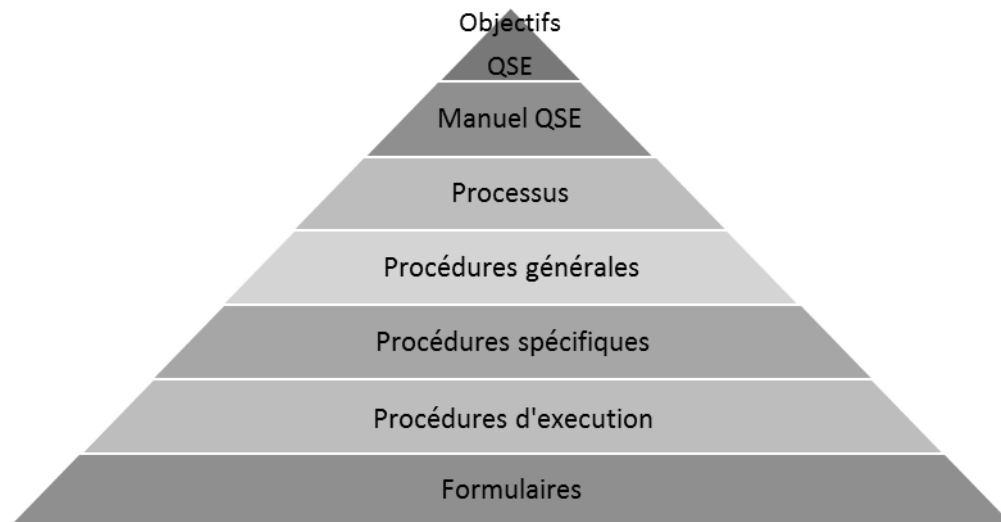 Objectifs
QSE
Manuel QSE
Processus
Procédures générales
Procédures spécifiques
Procédures d'execution
Formulaires